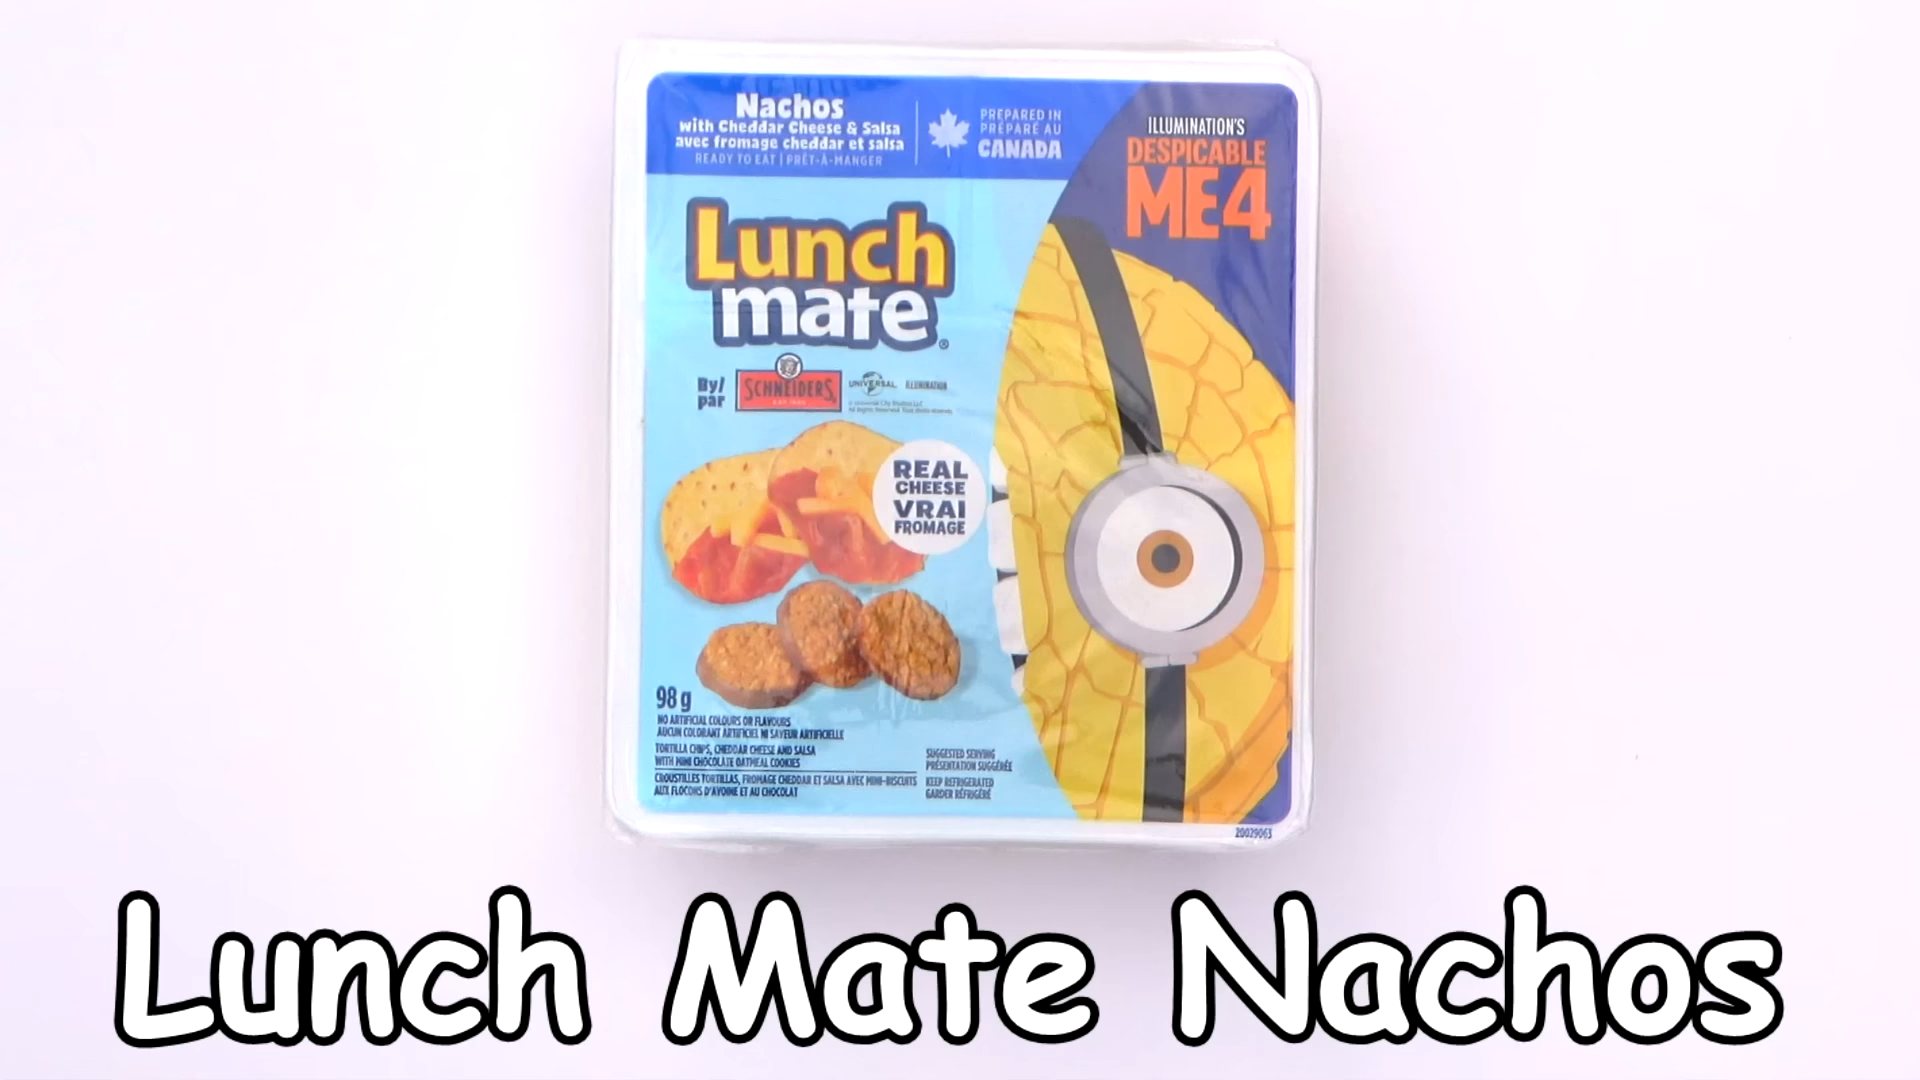 Nachos
with Cheddar Cheese & Salsa
avec fromage cheddar et salsa
READY TO EAT | PRÊT-À-MANGER
PREPARED IN
PRÉPARÉ AU
CANADA
ILLUMINATION'S
DESPICABLE
ME4
Lunch
mate®
By/
par
SCHNEIDERS
UNIVERSAL ILLUMINATION
REAL
CHEESE
VRAI
FROMAGE
98 g
NO ARTIFICIAL COLOURS OR FLAVOURS
AUCUN COLORANT ARTIFICIEL NI SAVEUR ARTIFICIELLE
TORTILLA CHIPS, CHEDDAR CHEESE AND SALSA
WITH MINI CHOCOLATE OATMEAL COOKIES
CROUSTILLES TORTILLAS, FROMAGE CHEDDAR ET SALSA AVEC MINI-BISCUITS
AUX FLOCONS D'AVOINE ET AU CHOCOLAT
SUGGESTED SERVING
PRÉSENTATION SUGGÉRÉE
KEEP REFRIGERATED
GARDER RÉFRIGÉRÉ
20029063
Lunch Mate Nachos